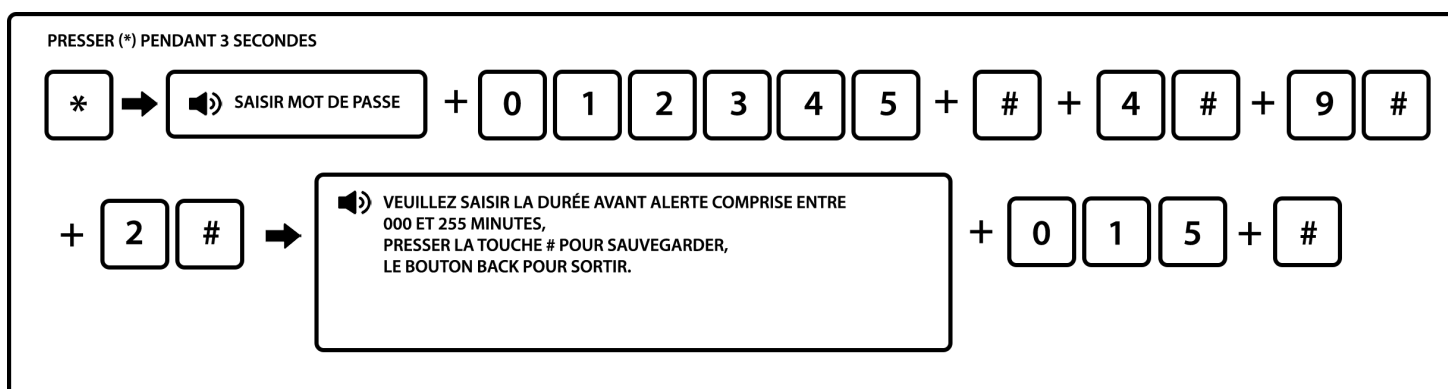 PRESSER (*) PENDANT 3 SECONDES
* SAISIR MOT DE PASSE + 0 1 2 3 4 5 + # + 4 # + 9 #
+ 2 # VEUILLEZ SAISIR LA DURÉE AVANT ALERTE COMPRISE ENTRE
000 ET 255 MINUTES,
PRESSER LA TOUCHE # POUR SAUVEGARDER,
LE BOUTON BACK POUR SORTIR.
+ 0 1 5 + #